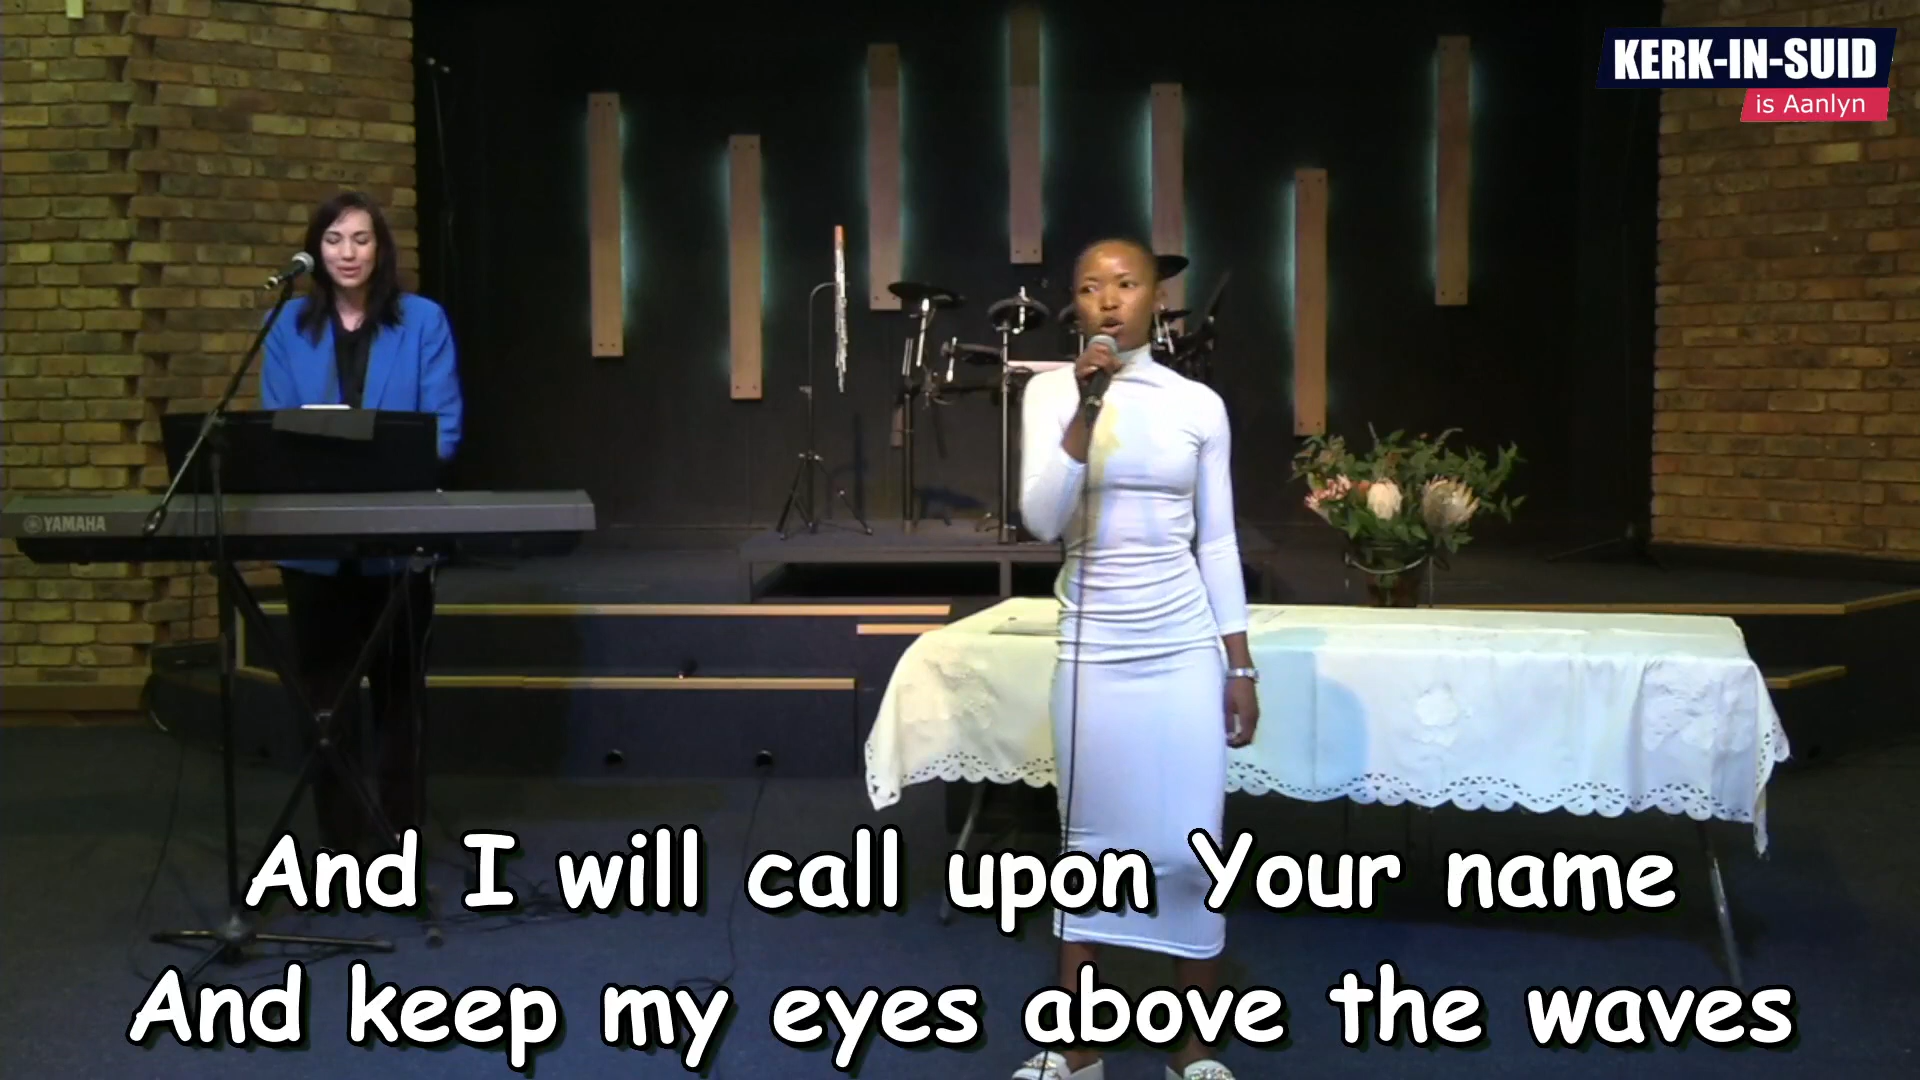 KERK-IN-SUID
is Aanlyn
YAMAHA
And I will call upon Your name
And keep my eyes above the waves